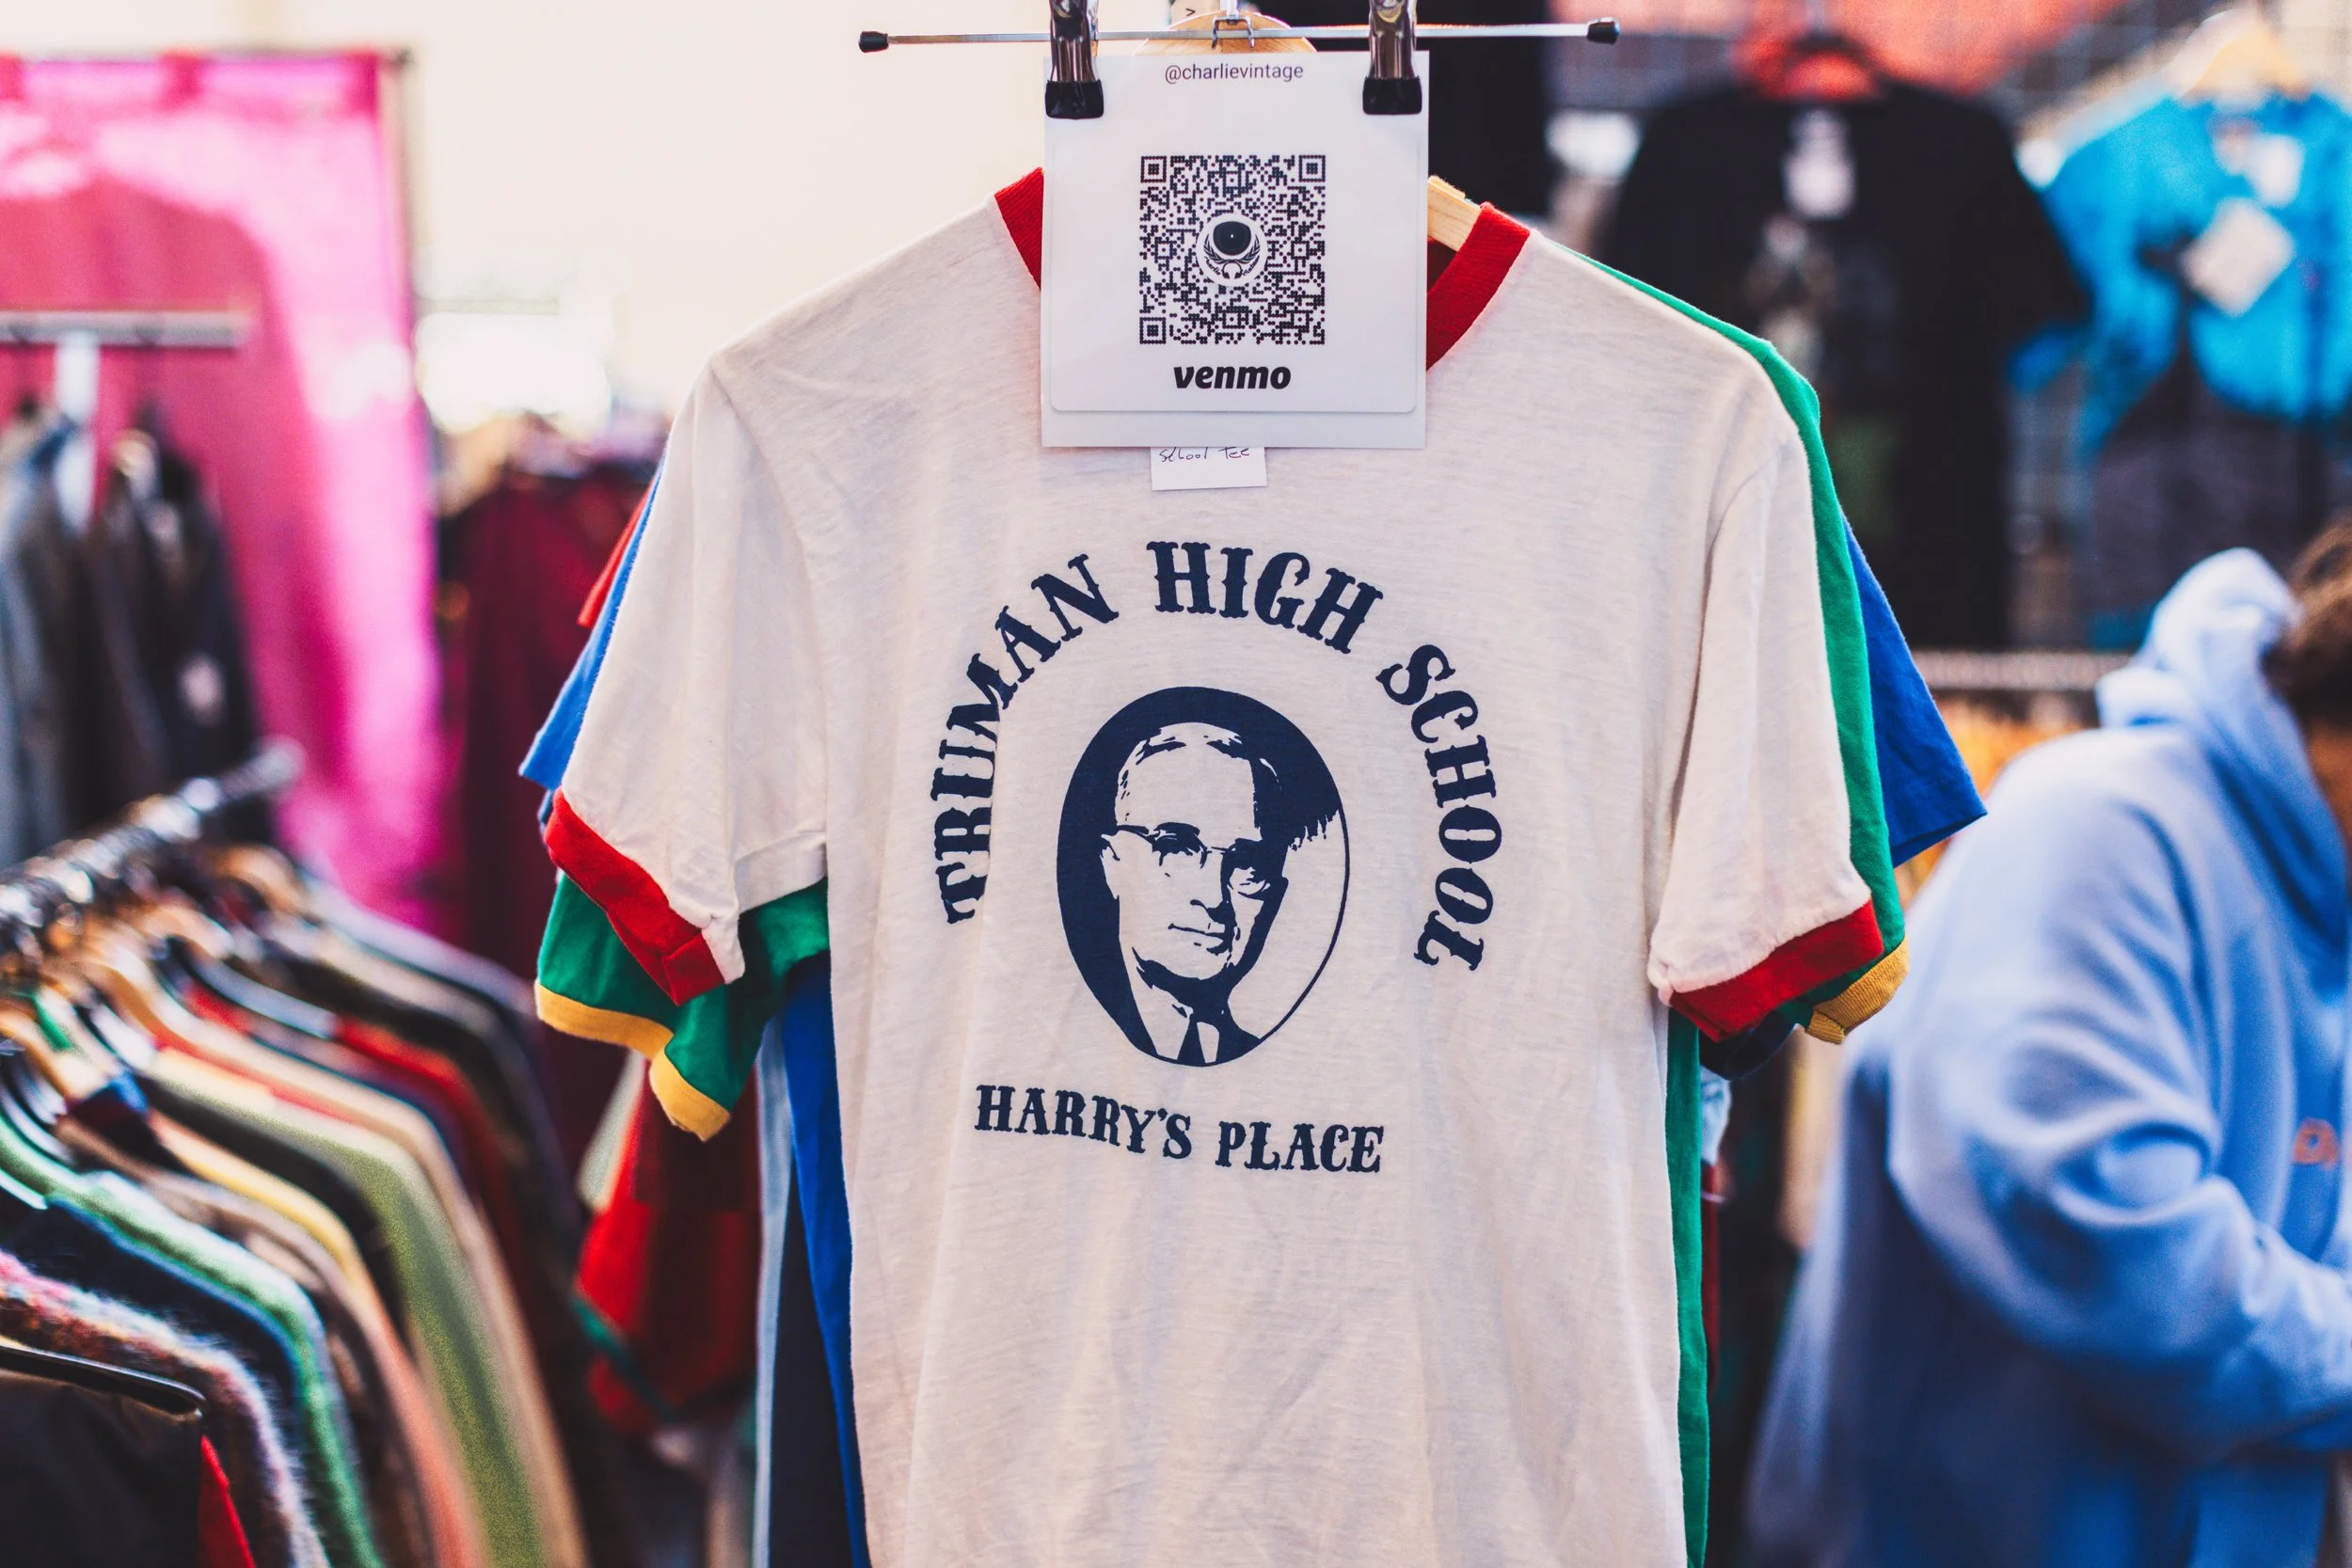 @charlievintage
venmo
School Tee
TRUMAN HIGH SCHOOL
HARRY'S PLACE